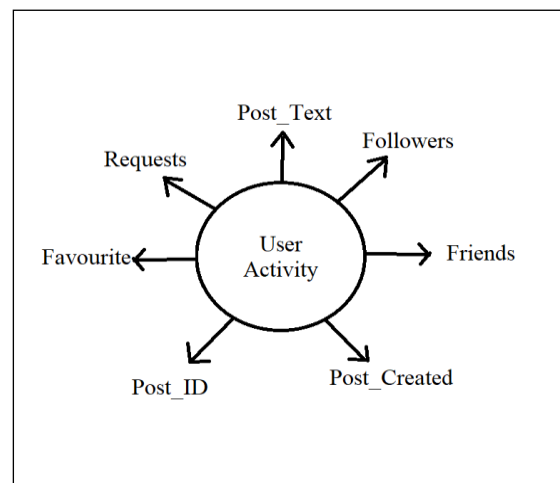 Post_Text
Followers
Requests
User
Activity
Favourite
Friends
Post_ID
Post_Created